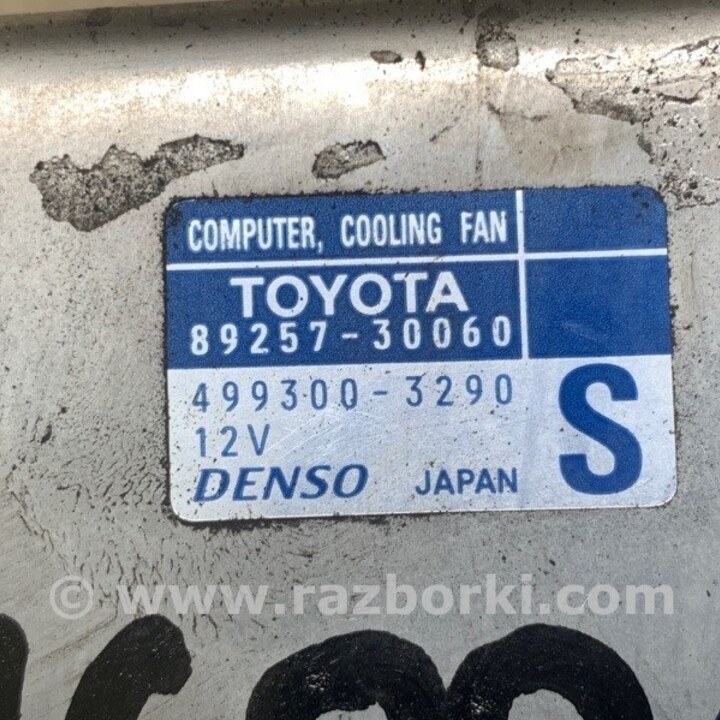 COMPUTER, COOLING FAN
TOYOTA
89257-30060
499300-3290
12V
S
DENSO JAPAN
© www.razborki.com